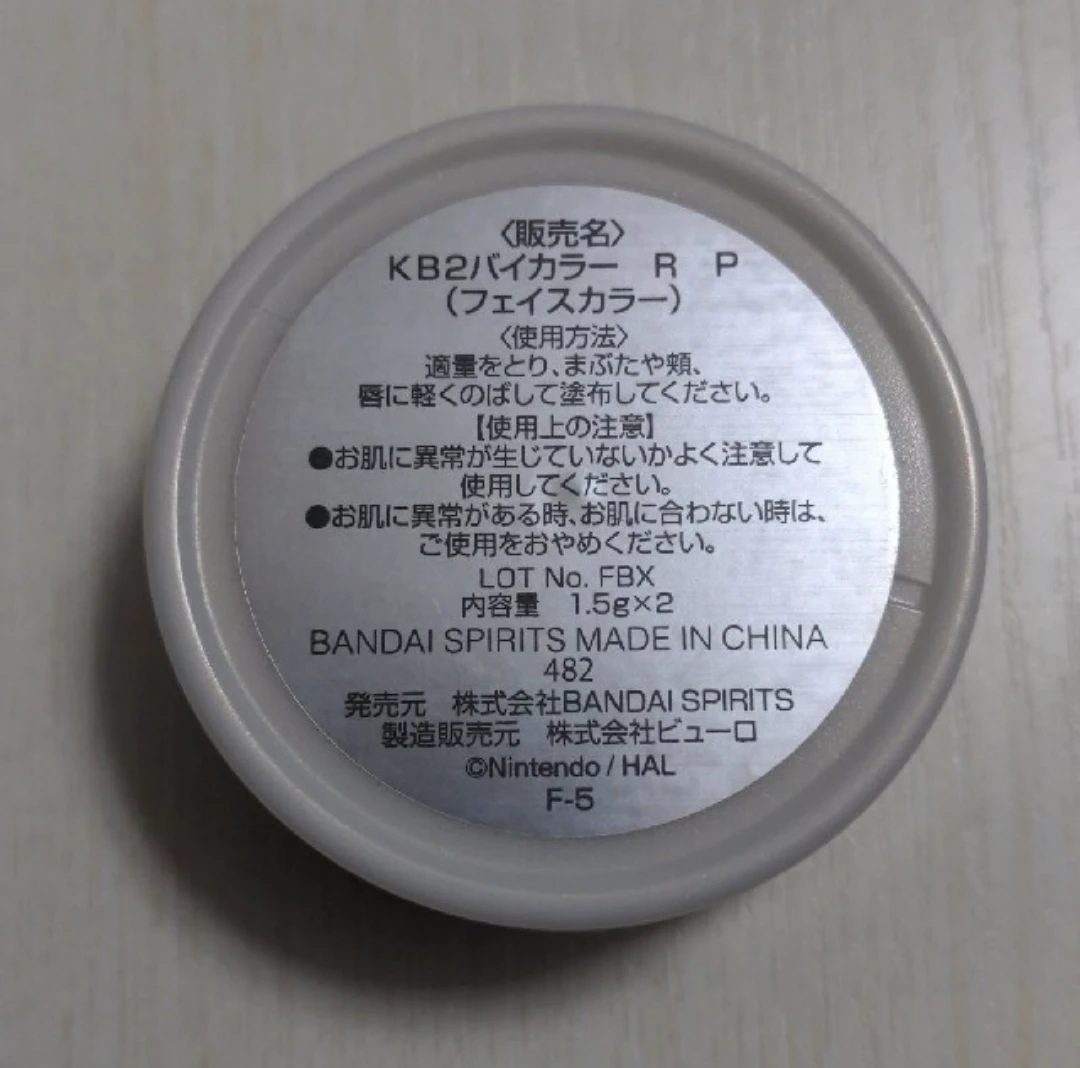 〈販売名〉
KB2バイカラー　R　P
(フェイスカラー)
〈使用方法〉
適量をとり、まぶたや頬、
唇に軽くのばして塗布してください。
【使用上の注意】
●お肌に異常が生じていないかよく注意して
使用してください。
●お肌に異常がある時、お肌に合わない時は、
ご使用をおやめください。
LOT No. FBX
内容量　1.5g×2
BANDAI SPIRITS MADE IN CHINA
482
発売元　株式会社BANDAI SPIRITS
製造販売元　株式会社ビューロ
©Nintendo / HAL
F-5